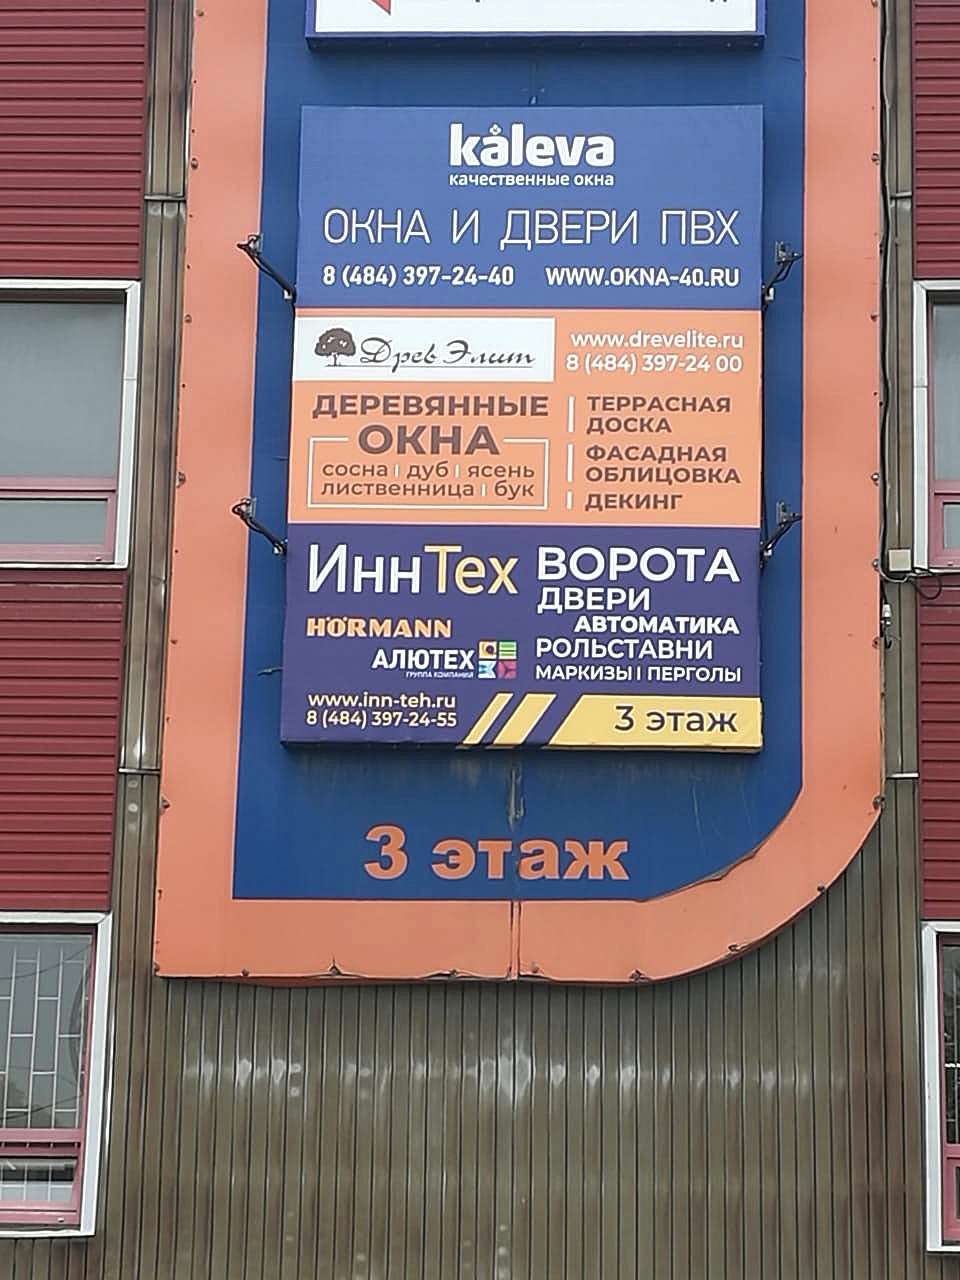 kåleva
качественные окна
ОКНА И ДВЕРИ ПВХ
8 (484) 397-24-40 WWW.OKNA-40.RU
Древ Элит
www.drevelite.ru
8 (484) 397-24 00
ДЕРЕВЯННЫЕ
ОКНА
сосна | дуб | ясень
лиственница | бук
ТЕРРАСНАЯ
ДОСКА
ФАСАДНАЯ
ОБЛИЦОВКА
ДЕКИНГ
ИннТех
HÖRMANN
АЛЮТЕХ
ГРУППА КОМПАНИЙ
www.inn-teh.ru
8 (484) 397-24-55
ВОРОТА
ДВЕРИ
АВТОМАТИКА
РОЛЬСТАВНИ
МАРКИЗЫ | ПЕРГОЛЫ
3 этаж
3 этаж